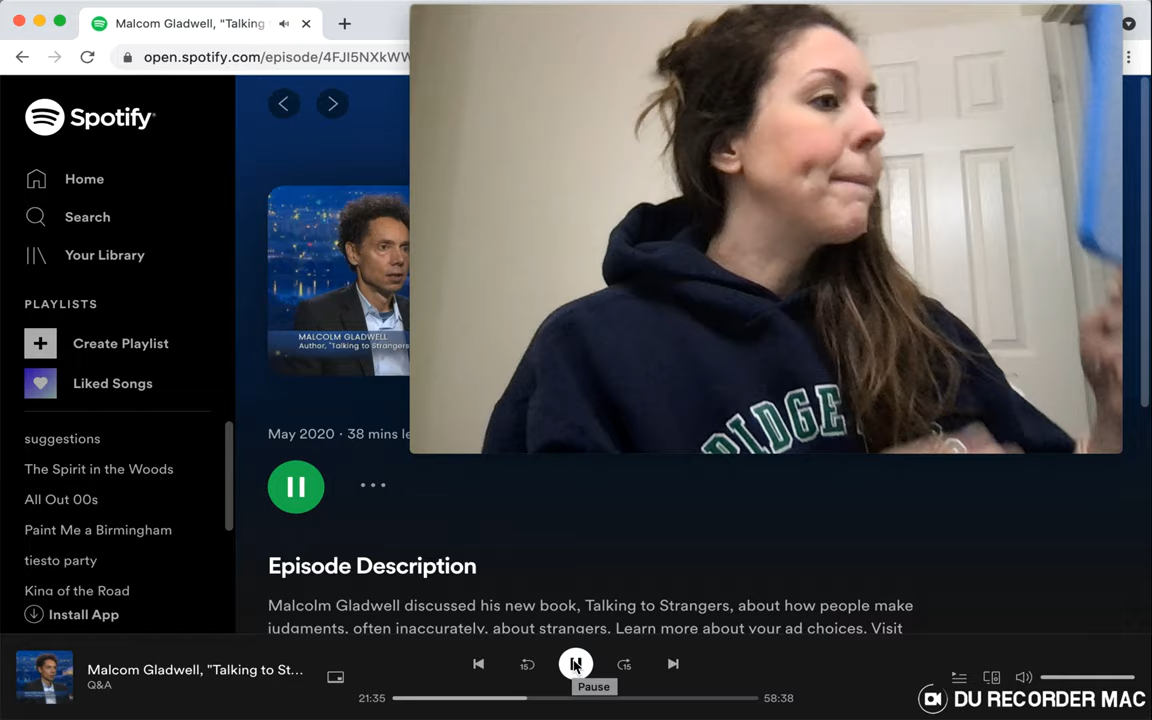 Malcom Gladwell, "Talking
open.spotify.com/episode/4FJI5NXkWW
Spotify
Home
Search
Your Library
PLAYLISTS
Create Playlist
Liked Songs
suggestions
The Spirit in the Woods
All Out 00s
Paint Me a Birmingham
tiesto party
King of the Road
Install App
MALCOLM GLADWELL
Author, "Talking to Strangers
May 2020 · 38 mins le
Episode Description
Malcolm Gladwell discussed his new book, Talking to Strangers, about how people make
judgments, often inaccurately, about strangers. Learn more about your ad choices. Visit
Malcom Gladwell, "Talking to St...
Q&A
15
15
Pause
21:35
58:38
DU RECORDER MAC